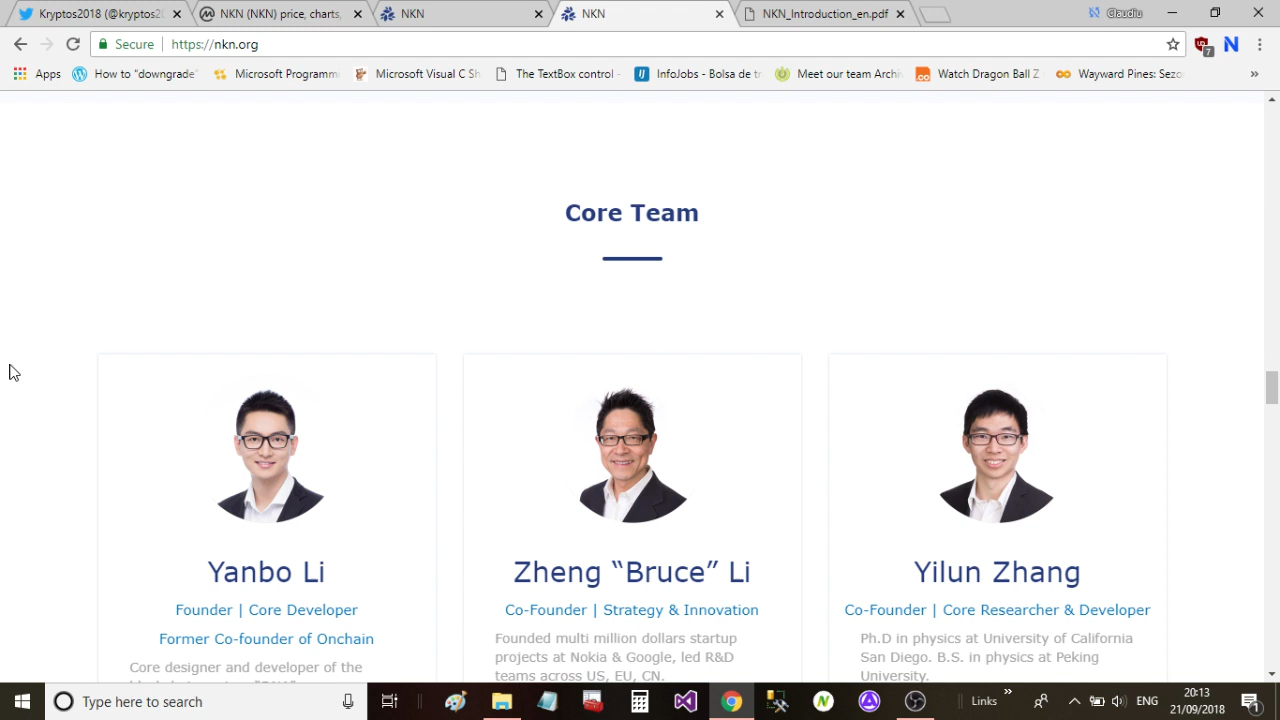 Kryptos2018 (@kryptos20
NKN (NKN) price, charts,
NKN
NKN
NKN_Introduction_en.pdf
Claudiu
Secure
https://nkn.org
7
Apps
How to "downgrade"
Microsoft Programm
Microsoft Visual C Sh
The TextBox control -
InfoJobs - Bolsa de tr
Meet our team Archi
Watch Dragon Ball Z
Wayward Pines: Sezo
»
Core Team
Yanbo Li
Founder | Core Developer
Former Co-founder of Onchain
Core designer and developer of the
Zheng “Bruce” Li
Co-Founder | Strategy & Innovation
Founded multi million dollars startup
projects at Nokia & Google, led R&D
teams across US, EU, CN.
Yilun Zhang
Co-Founder | Core Researcher & Developer
Ph.D in physics at University of California
San Diego. B.S. in physics at Peking
University.
Type here to search
Links
»
ENG
20:13
21/09/2018
1